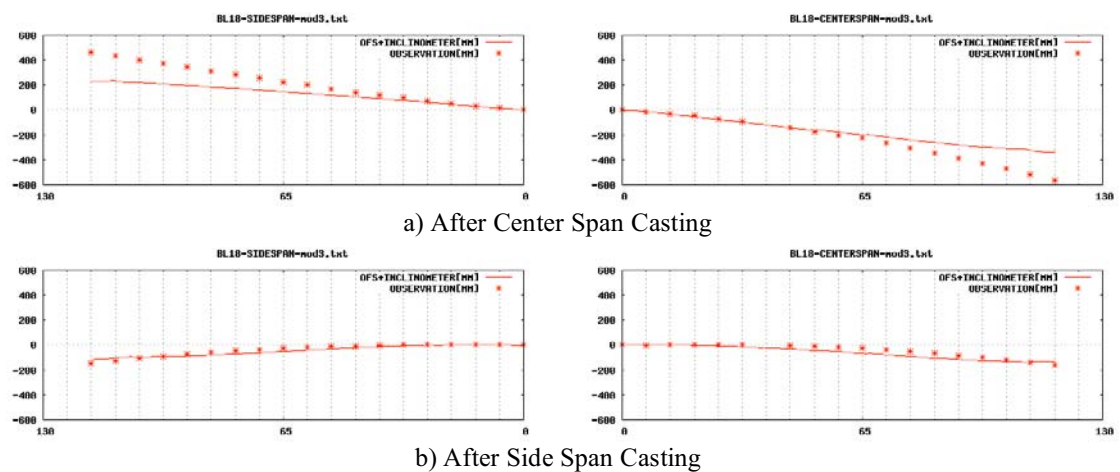 BL18-SIDESPAN-mod3.txt
BL18-CENTERSPAN-mod3.txt
600
400
200
0
-200
-400
-600
OFS+INCLINOMETER[MM]
OBSERVATION[MM]
130
65
0
600
400
200
0
-200
-400
-600
OFS+INCLINOMETER[MM]
OBSERVATION[MM]
0
65
130
a) After Center Span Casting
BL18-SIDESPAN-mod3.txt
BL18-CENTERSPAN-mod3.txt
600
400
200
0
-200
-400
-600
OFS+INCLINOMETER[MM]
OBSERVATION[MM]
130
65
0
600
400
200
0
-200
-400
-600
OFS+INCLINOMETER[MM]
OBSERVATION[MM]
0
65
130
b) After Side Span Casting